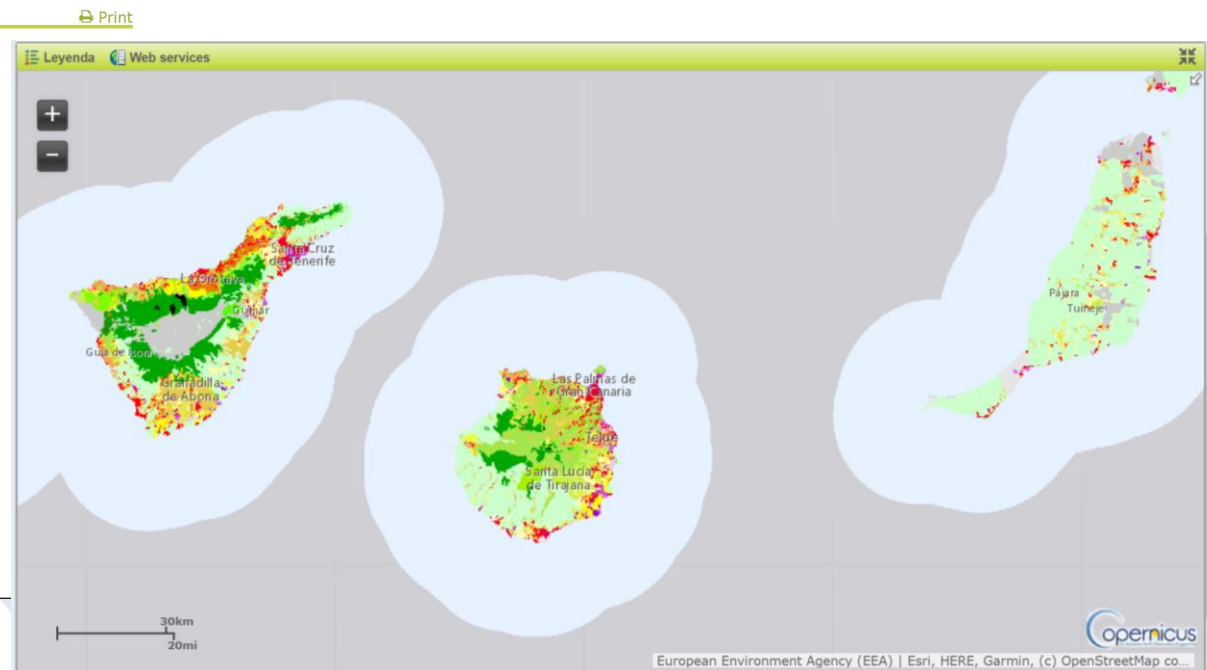 Print
Leyenda Web services
+
−
Santa Cruz
de Tenerife
La Orotava
Güímar
Guía de Isora
Granadilla
de Abona
Las Palmas de
Gran Canaria
Telde
Santa Lucía
de Tirajana
Pájara
Tuineje
30km
20mi
opernicus
European Environment Agency (EEA) | Esri, HERE, Garmin, (c) OpenStreetMap co...